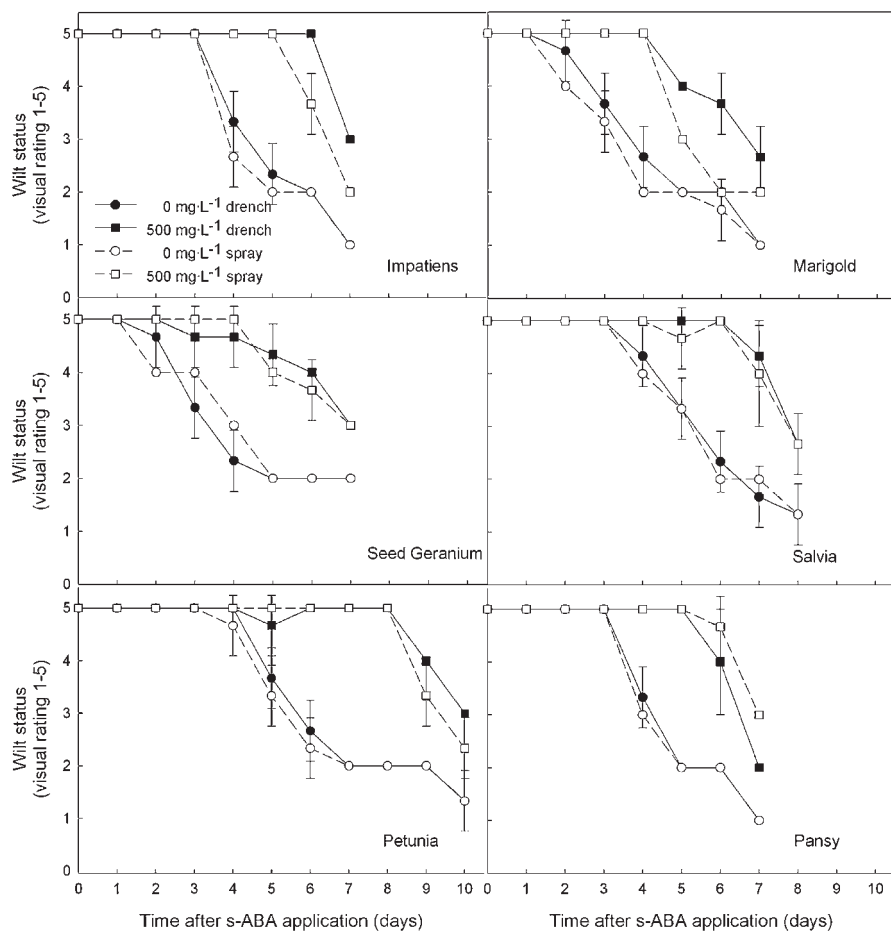 5
4
3
2
1
0
Wilt status
(visual rating 1-5)
0 mg·L-1 drench
500 mg·L-1 drench
0 mg·L-1 spray
500 mg·L-1 spray
Impatiens
Marigold
5
4
3
2
1
0
Wilt status
(visual rating 1-5)
Seed Geranium
Salvia
5
4
3
2
1
0
Wilt status
(visual rating 1-5)
Petunia
Pansy
0 1 2 3 4 5 6 7 8 9 10
0 1 2 3 4 5 6 7 8 9 10
Time after s-ABA application (days)
Time after s-ABA application (days)